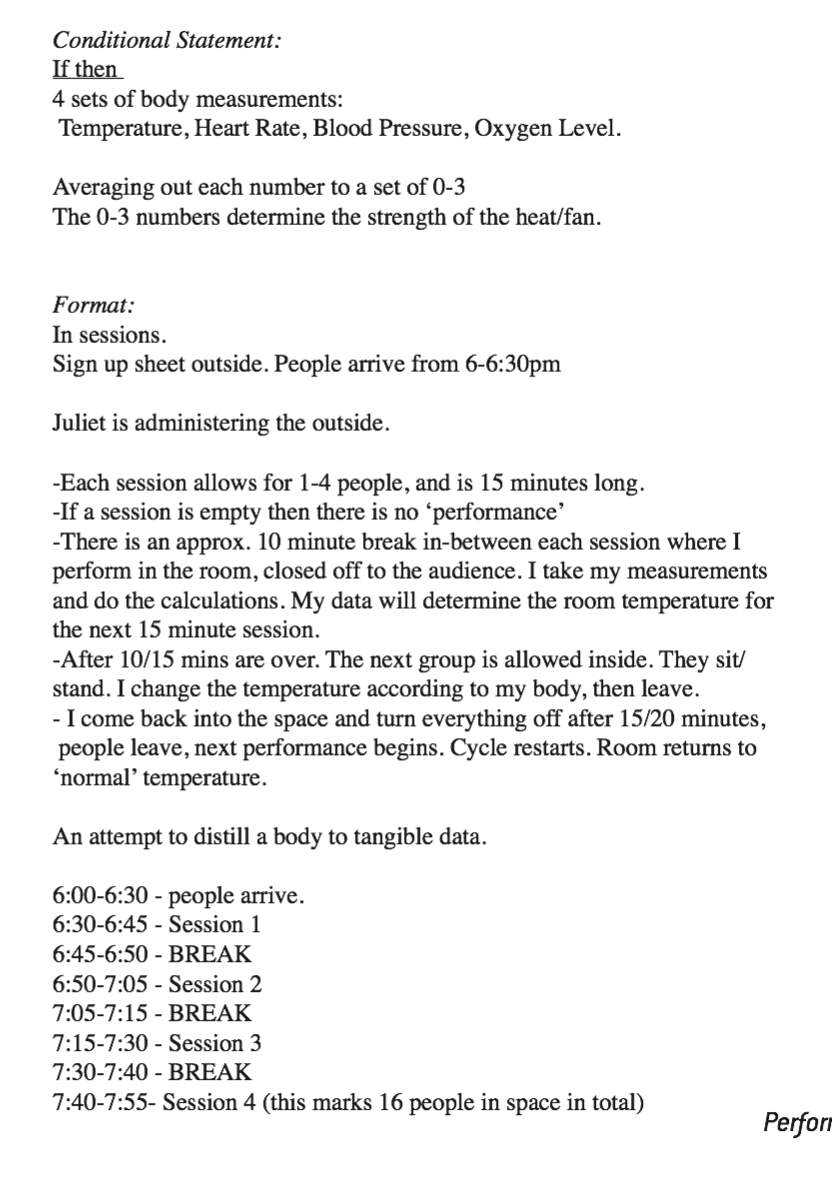 Conditional Statement:
If then
4 sets of body measurements:
Temperature, Heart Rate, Blood Pressure, Oxygen Level.
Averaging out each number to a set of 0-3
The 0-3 numbers determine the strength of the heat/fan.
Format:
In sessions.
Sign up sheet outside. People arrive from 6-6:30pm
Juliet is administering the outside.
-Each session allows for 1-4 people, and is 15 minutes long.
-If a session is empty then there is no ‘performance’
-There is an approx. 10 minute break in-between each session where I
perform in the room, closed off to the audience. I take my measurements
and do the calculations. My data will determine the room temperature for
the next 15 minute session.
-After 10/15 mins are over. The next group is allowed inside. They sit/
stand. I change the temperature according to my body, then leave.
- I come back into the space and turn everything off after 15/20 minutes,
people leave, next performance begins. Cycle restarts. Room returns to
‘normal’ temperature.
An attempt to distill a body to tangible data.
6:00-6:30 - people arrive.
6:30-6:45 - Session 1
6:45-6:50 - BREAK
6:50-7:05 - Session 2
7:05-7:15 - BREAK
7:15-7:30 - Session 3
7:30-7:40 - BREAK
7:40-7:55- Session 4 (this marks 16 people in space in total)
Perfor